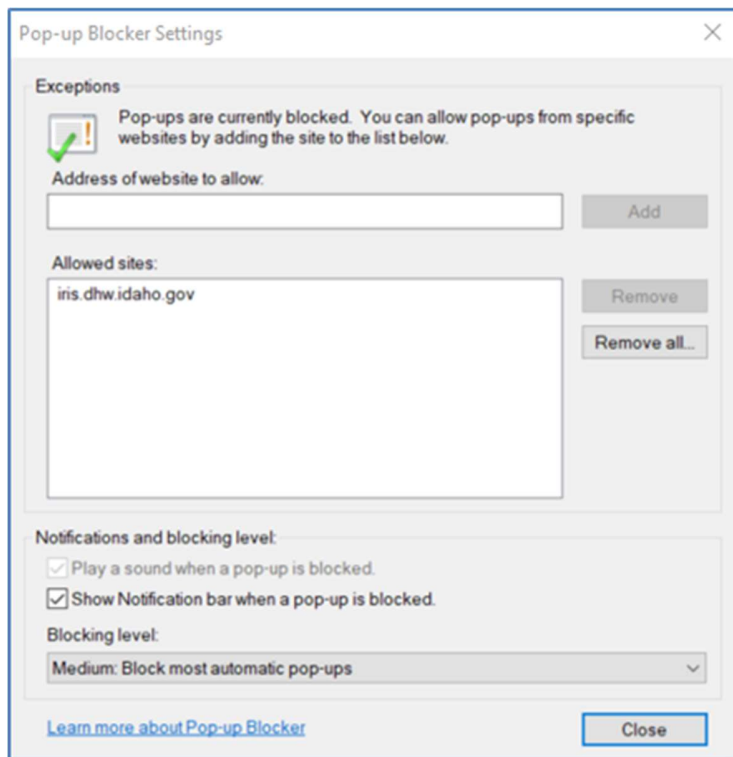 Pop-up Blocker Settings
Exceptions
Pop-ups are currently blocked. You can allow pop-ups from specific
websites by adding the site to the list below.
Address of website to allow:
Add
Allowed sites:
iris.dhw.idaho.gov
Remove
Remove all...
Notifications and blocking level:
Play a sound when a pop-up is blocked.
Show Notification bar when a pop-up is blocked.
Blocking level:
Medium: Block most automatic pop-ups
Learn more about Pop-up Blocker
Close